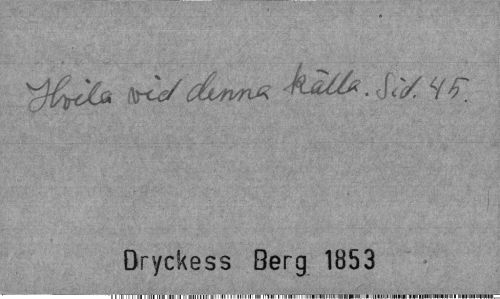 Hvila vid denna källa. Sid. 45.
Dryckess Berg 1853